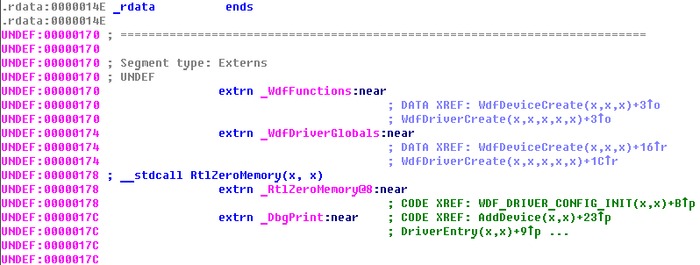 .rdata:0000014E _rdata          ends
.rdata:0000014E
UNDEF:00000170 ; ===========================================================================
UNDEF:00000170
UNDEF:00000170 ; Segment type: Externs
UNDEF:00000170 ; UNDEF
UNDEF:00000170                 extrn _WdfFunctions:near
UNDEF:00000170                                         ; DATA XREF: WdfDeviceCreate(x,x,x)+3↑o
UNDEF:00000170                                         ; WdfDriverCreate(x,x,x,x,x)+3↑o
UNDEF:00000174                 extrn _WdfDriverGlobals:near
UNDEF:00000174                                         ; DATA XREF: WdfDeviceCreate(x,x,x)+16↑r
UNDEF:00000174                                         ; WdfDriverCreate(x,x,x,x,x)+1C↑r
UNDEF:00000178 ; __stdcall RtlZeroMemory(x, x)
UNDEF:00000178                 extrn _RtlZeroMemory@8:near
UNDEF:00000178                                         ; CODE XREF: WDF_DRIVER_CONFIG_INIT(x,x)+B↑p
UNDEF:0000017C                 extrn _DbgPrint:near    ; CODE XREF: AddDevice(x,x)+23↑p
UNDEF:0000017C                                         ; DriverEntry(x,x)+9↑p ...
UNDEF:0000017C
UNDEF:0000017C